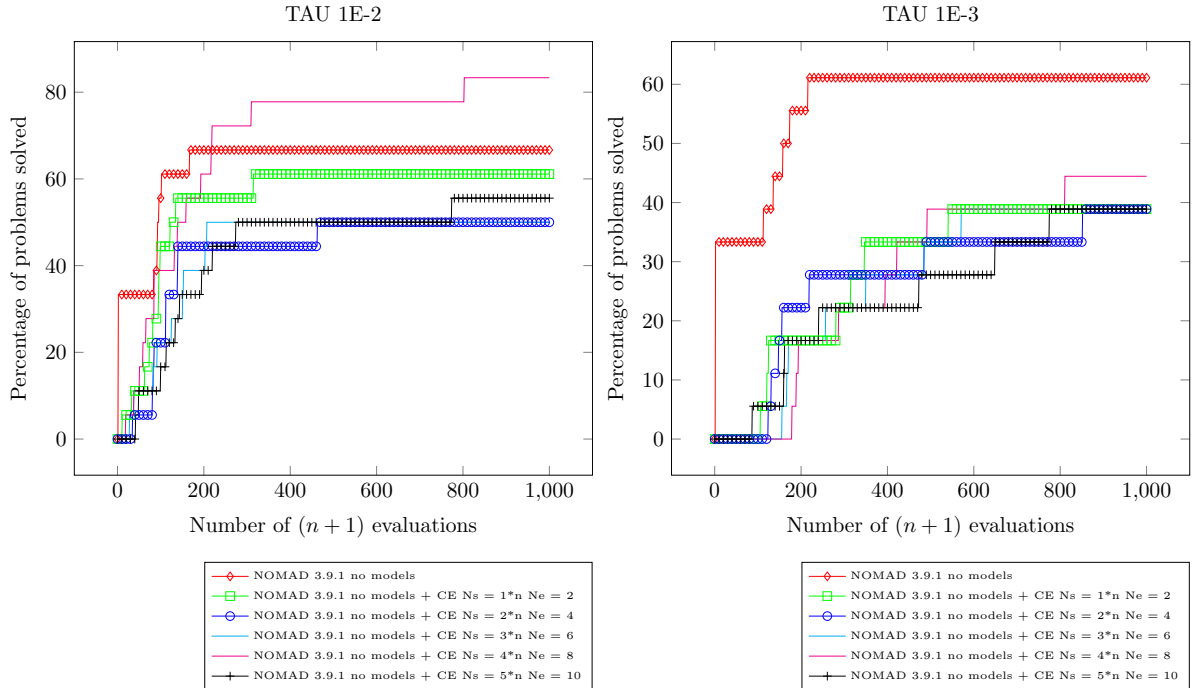 TAU 1E-2
80
60
40
20
0
Percentage of problems solved
0 200 400 600 800 1,000
Number of (n + 1) evaluations
NOMAD 3.9.1 no models
NOMAD 3.9.1 no models + CE Ns = 1*n Ne = 2
NOMAD 3.9.1 no models + CE Ns = 2*n Ne = 4
NOMAD 3.9.1 no models + CE Ns = 3*n Ne = 6
NOMAD 3.9.1 no models + CE Ns = 4*n Ne = 8
NOMAD 3.9.1 no models + CE Ns = 5*n Ne = 10
TAU 1E-3
60
50
40
30
20
10
0
Percentage of problems solved
0 200 400 600 800 1,000
Number of (n + 1) evaluations
NOMAD 3.9.1 no models
NOMAD 3.9.1 no models + CE Ns = 1*n Ne = 2
NOMAD 3.9.1 no models + CE Ns = 2*n Ne = 4
NOMAD 3.9.1 no models + CE Ns = 3*n Ne = 6
NOMAD 3.9.1 no models + CE Ns = 4*n Ne = 8
NOMAD 3.9.1 no models + CE Ns = 5*n Ne = 10